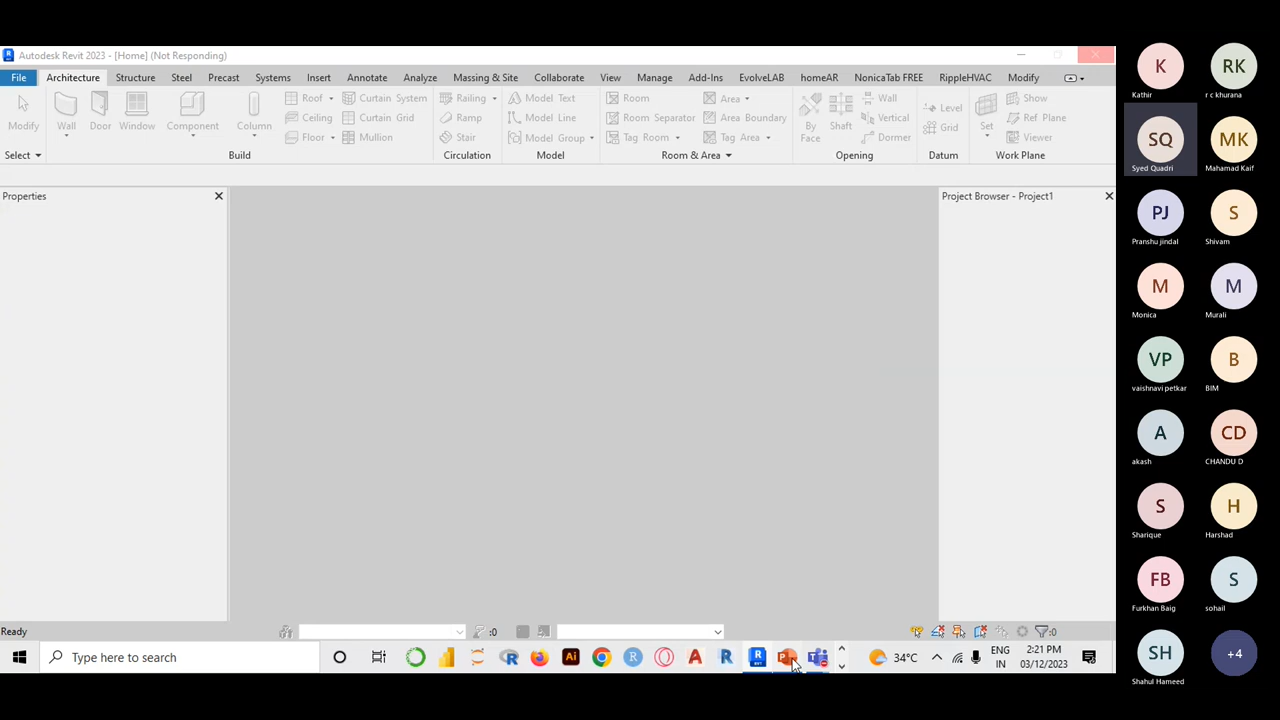 Autodesk Revit 2023 - [Home] (Not Responding)
File Architecture Structure Steel Precast Systems Insert Annotate Analyze Massing & Site Collaborate View Manage Add-Ins EvolveLAB homeAR NonicaTab FREE RippleHVAC Modify
Modify Wall Door Window Component Column Roof Curtain System Railing Model Text Room Area By Face Shaft Wall Level Set Show
Ceiling Curtain Grid Ramp Model Line Room Separator Area Boundary Vertical Grid Ref Plane
Floor Mullion Stair Model Group Tag Room Tag Area Dormer Viewer
Select Build Circulation Model Room & Area Opening Datum Work Plane
Properties
Project Browser - Project1
Ready
:0
:0
Type here to search
34°C
ENG
IN
2:21 PM
03/12/2023
K
Kathir
RK
r c khurana
SQ
Syed Quadri
MK
Mahamad Kaif
PJ
Pranshu jindal
S
Shivam
M
Monica
M
Murali
VP
vaishnavi petkar
B
BIM
A
akash
CD
CHANDU D
S
Sharique
H
Harshad
FB
Furkhan Baig
S
sohail
SH
Shahul Hameed
+4